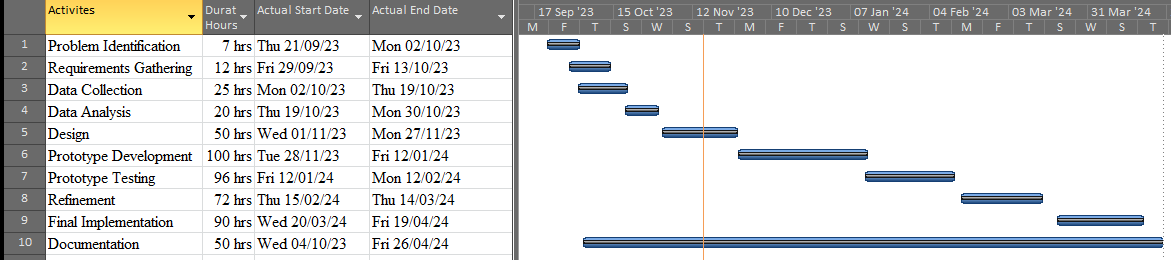 Activites Durat Hours Actual Start Date Actual End Date
17 Sep '23 15 Oct '23 12 Nov '23 10 Dec '23 07 Jan '24 04 Feb '24 03 Mar '24 31 Mar '24
M F T S W S T M F T S W S T M F T
1 Problem Identification 7 hrs Thu 21/09/23 Mon 02/10/23
2 Requirements Gathering 12 hrs Fri 29/09/23 Fri 13/10/23
3 Data Collection 25 hrs Mon 02/10/23 Thu 19/10/23
4 Data Analysis 20 hrs Thu 19/10/23 Mon 30/10/23
5 Design 50 hrs Wed 01/11/23 Mon 27/11/23
6 Prototype Development 100 hrs Tue 28/11/23 Fri 12/01/24
7 Prototype Testing 96 hrs Fri 12/01/24 Mon 12/02/24
8 Refinement 72 hrs Thu 15/02/24 Thu 14/03/24
9 Final Implementation 90 hrs Wed 20/03/24 Fri 19/04/24
10 Documentation 50 hrs Wed 04/10/23 Fri 26/04/24